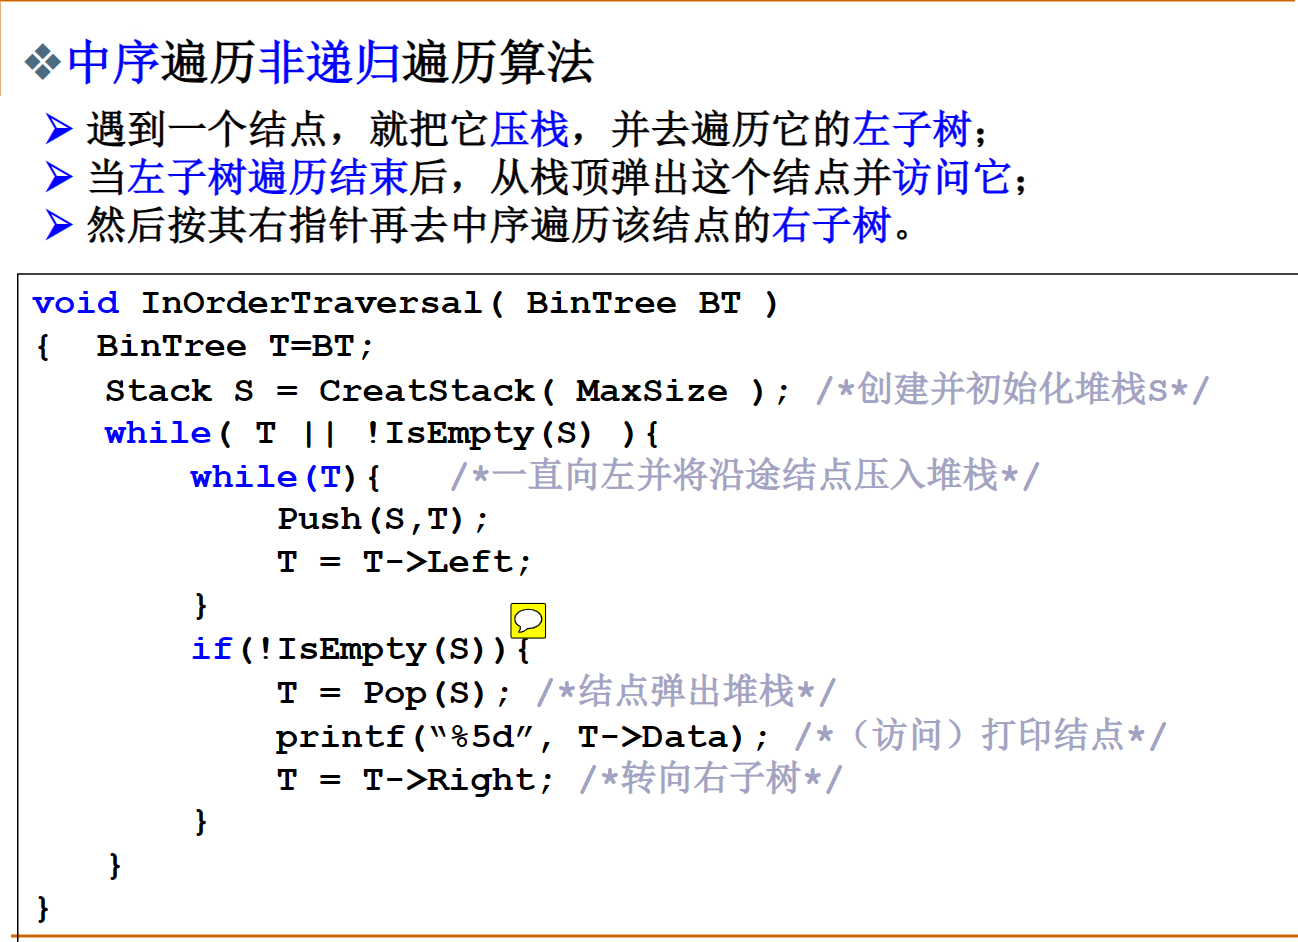 中序遍历非递归遍历算法
遇到一个结点，就把它压栈，并去遍历它的左子树；
当左子树遍历结束后，从栈顶弹出这个结点并访问它；
然后按其右指针再去中序遍历该结点的右子树。
void InOrderTraversal( BinTree BT )
{  BinTree T=BT;
Stack S = CreatStack( MaxSize ); /*创建并初始化堆栈S*/
while( T || !IsEmpty(S) ){
while(T){   /*一直向左并将沿途结点压入堆栈*/
Push(S,T);
T = T->Left;
}
if(!IsEmpty(S)){
T = Pop(S); /*结点弹出堆栈*/
printf(“%5d”, T->Data); /*（访问）打印结点*/
T = T->Right; /*转向右子树*/
}
}
}